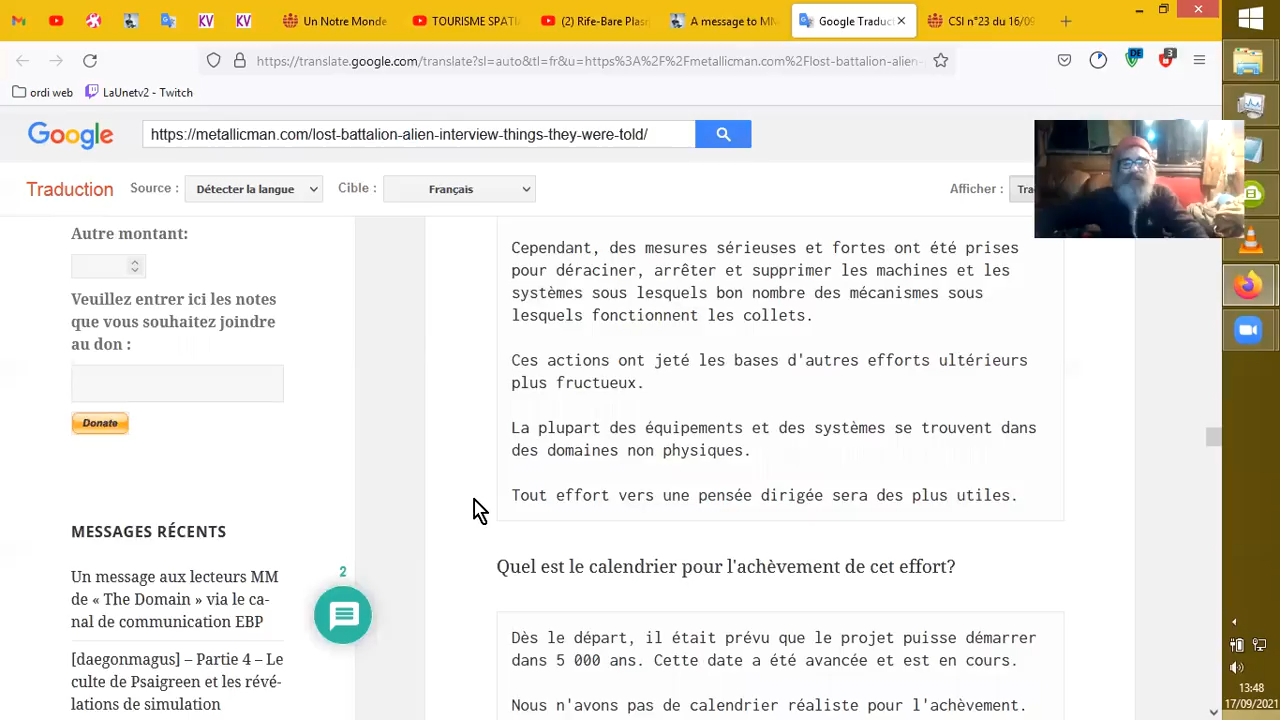 Un Notre Monde
TOURISME SPATI
(2) Rife-Bare Plasm
A message to MM
Google Traduct
CSI n°23 du 16/09
https://translate.google.com/translate?sl=auto&tl=fr&u=https%3A%2F%2Fmetallicman.com%2Flost-battalion-alien-
DE
3
ordi web
LaUnetv2 - Twitch
Google
https://metallicman.com/lost-battalion-alien-interview-things-they-were-told/
Traduction
Source :
Détecter la langue
Cible :
Français
Afficher :
Tra
Autre montant:
Veuillez entrer ici les notes
que vous souhaitez joindre
au don :
Donate
MESSAGES RÉCENTS
Un message aux lecteurs MM
de « The Domain » via le ca-
nal de communication EBP
[daegonmagus] – Partie 4 – Le
culte de Psaigreen et les révé-
lations de simulation
2
Cependant, des mesures sérieuses et fortes ont été prises
pour déraciner, arrêter et supprimer les machines et les
systèmes sous lesquels bon nombre des mécanismes sous
lesquels fonctionnent les collets.
Ces actions ont jeté les bases d'autres efforts ultérieurs
plus fructueux.
La plupart des équipements et des systèmes se trouvent dans
des domaines non physiques.
Tout effort vers une pensée dirigée sera des plus utiles.
Quel est le calendrier pour l'achèvement de cet effort?
Dès le départ, il était prévu que le projet puisse démarrer
dans 5 000 ans. Cette date a été avancée et est en cours.
Nous n'avons pas de calendrier réaliste pour l'achèvement.
13:48
17/09/2021